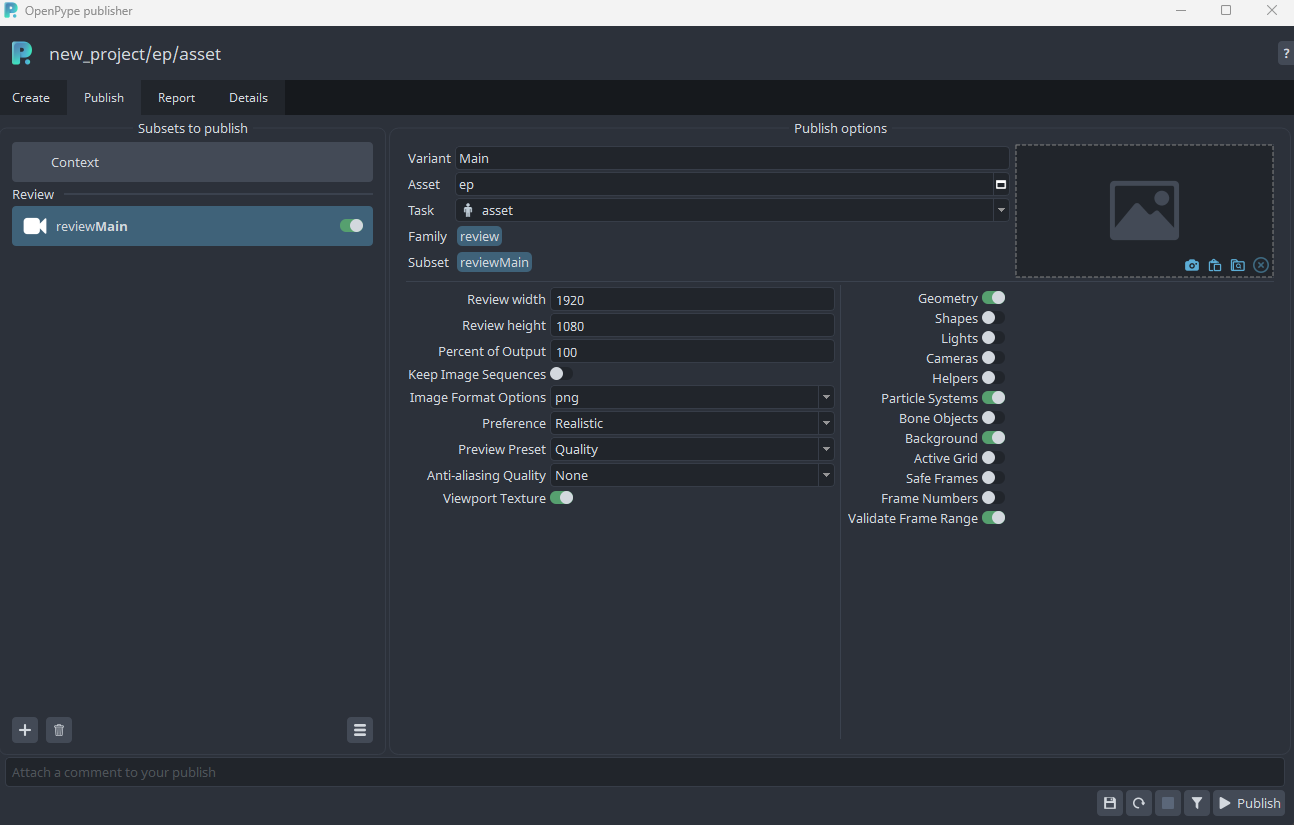 OpenPype publisher
new_project/ep/asset
?
Create Publish Report Details
Subsets to publish
Context
Review
reviewMain
Publish options
Variant Main
Asset ep
Task asset
Family review
Subset reviewMain
Review width 1920
Review height 1080
Percent of Output 100
Keep Image Sequences
Image Format Options png
Preference Realistic
Preview Preset Quality
Anti-aliasing Quality None
Viewport Texture
Geometry
Shapes
Lights
Cameras
Helpers
Particle Systems
Bone Objects
Background
Active Grid
Safe Frames
Frame Numbers
Validate Frame Range
Attach a comment to your publish
Publish